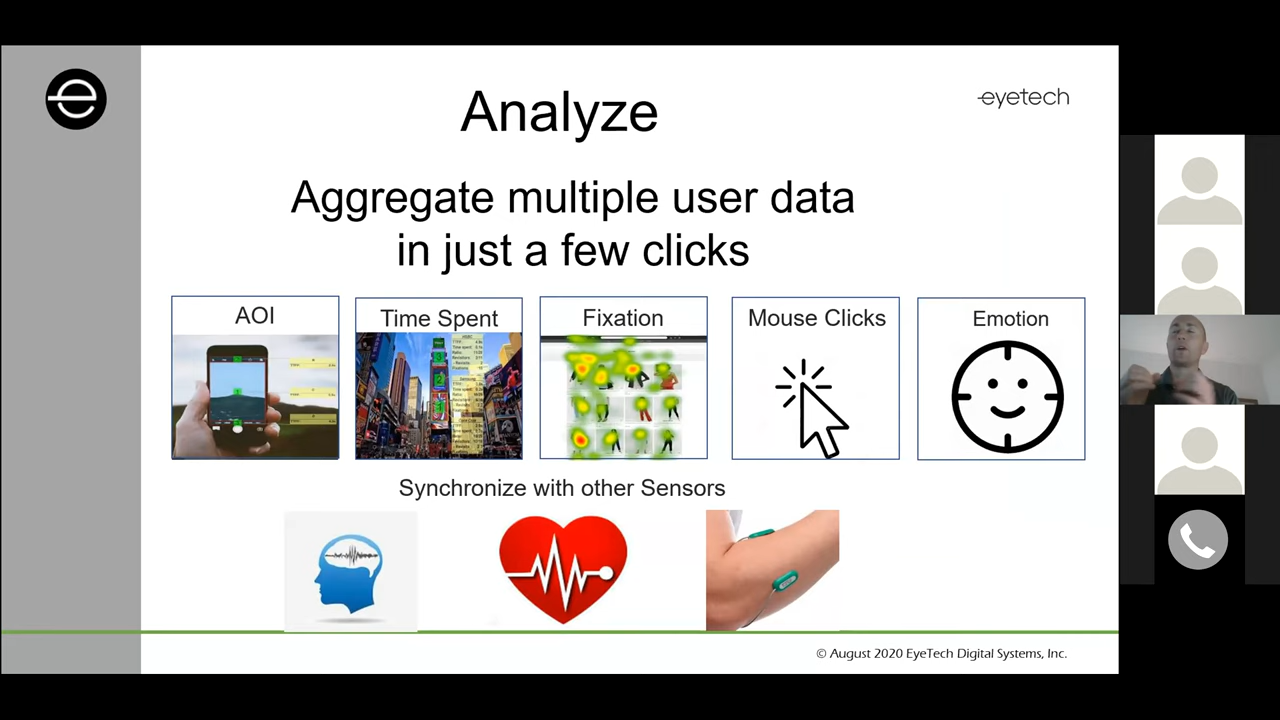 Analyze
eyetech
Aggregate multiple user data
in just a few clicks
AOI
Time Spent
Fixation
Mouse Clicks
Emotion
Synchronize with other Sensors
© August 2020 EyeTech Digital Systems, Inc.